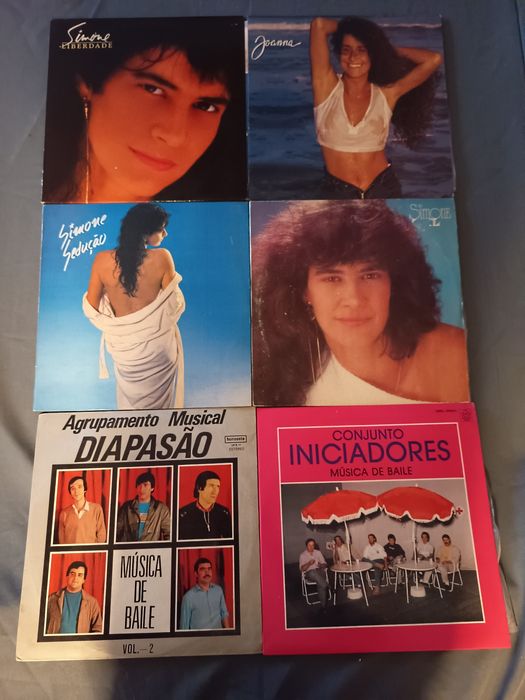 Simone
LIBERDADE
Joanna
Simone
Sedução
Simone
Agrupamento Musical
DIAPASÃO
MÚSICA
DE
BAILE
VOL.—2
CONJUNTO
INICIADORES
MÚSICA DE BAILE